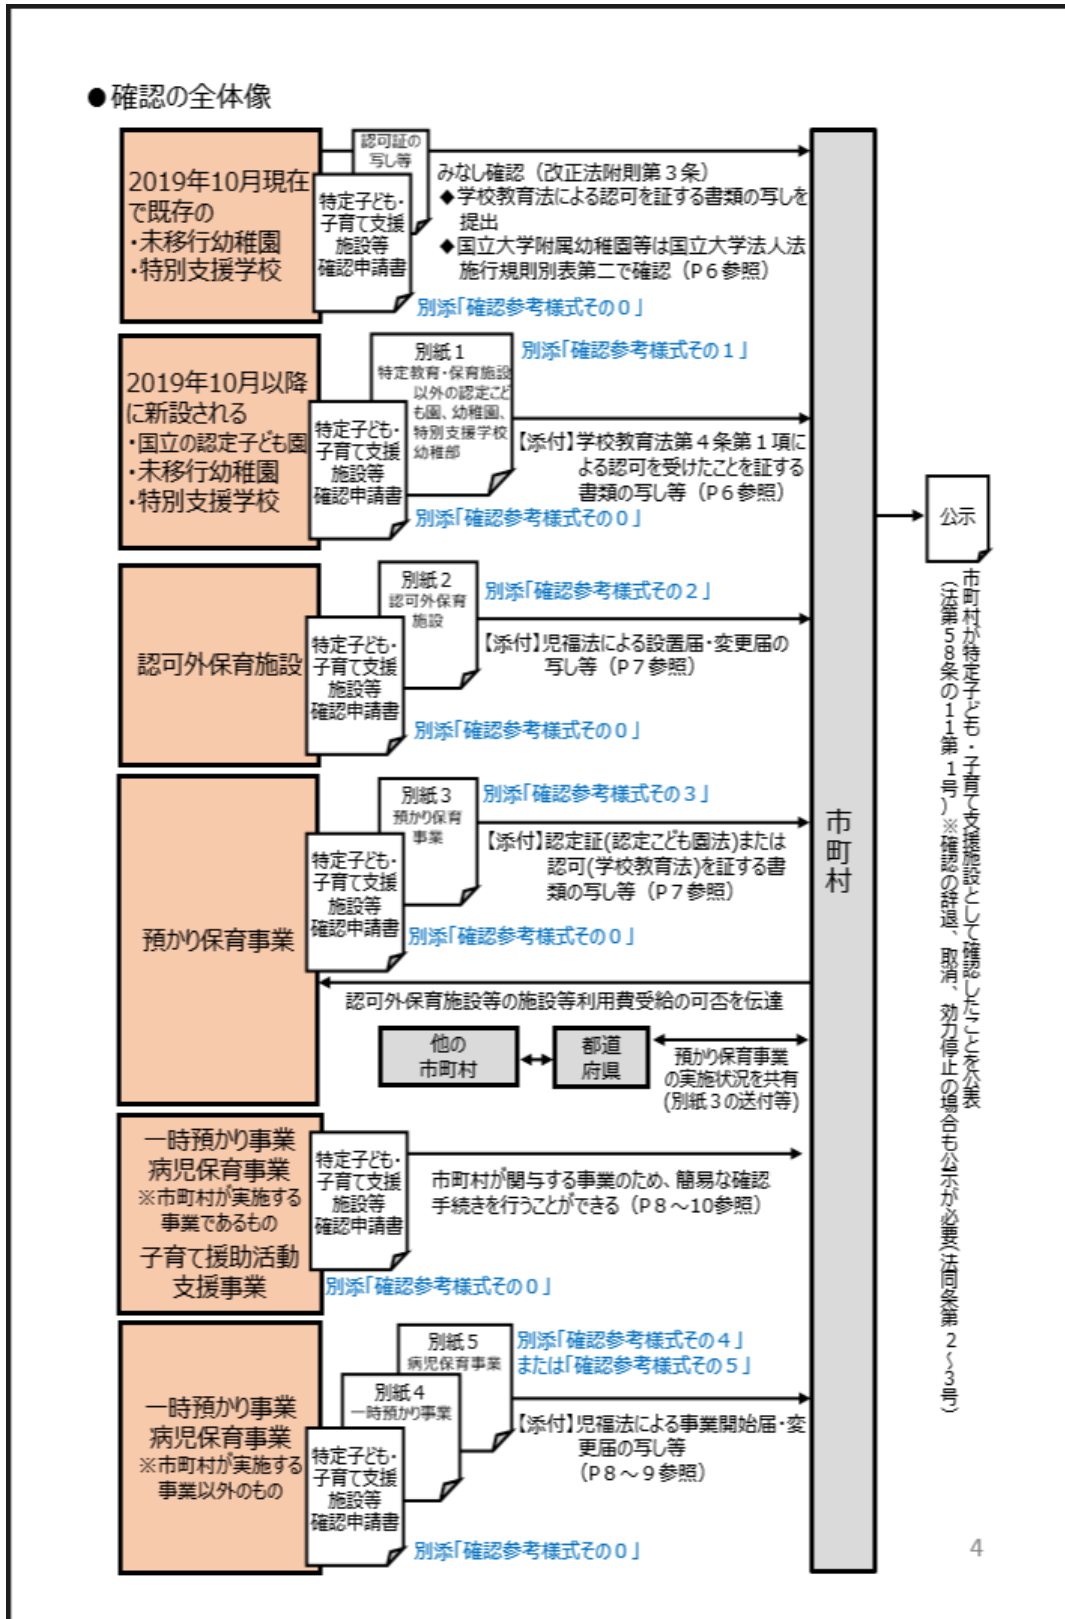 ●確認の全体像
2019年10月現在
で既存の
・未移行幼稚園
・特別支援学校
認可証の
写し等
特定子ども・
子育て支援
施設等
確認申請書
みなし確認（改正法附則第３条）
◆学校教育法による認可を証する書類の写しを
提出
◆国立大学附属幼稚園等は国立大学法人法
施行規則別表第二で確認（P６参照）
別添「確認参考様式その０」
2019年10月以降
に新設される
・国立の認定子ども園
・未移行幼稚園
・特別支援学校
別紙１
特定教育・保育施設
以外の認定こど
も園、幼稚園、
特別支援学校
幼稚部
特定子ども・
子育て支援
施設等
確認申請書
別添「確認参考様式その１」
【添付】学校教育法第４条第１項に
よる認可を受けたことを証する
書類の写し等（P６参照）
別添「確認参考様式その０」
認可外保育施設
別紙２
認可外保育
施設
特定子ども・
子育て支援
施設等
確認申請書
別添「確認参考様式その２」
【添付】児福法による設置届・変更届の
写し等（P７参照）
別添「確認参考様式その０」
預かり保育事業
別紙３
預かり保育
事業
特定子ども・
子育て支援
施設等
確認申請書
別添「確認参考様式その３」
【添付】認定証(認定こども園法)または
認可(学校教育法)を証する書
類の写し等（P７参照）
別添「確認参考様式その０」
認可外保育施設等の施設等利用費受給の可否を伝達
他の
市町村
都道
府県
預かり保育事業
の実施状況を共有
(別紙３の送付等)
一時預かり事業
病児保育事業
※市町村が実施する
事業であるもの
子育て援助活動
支援事業
特定子ども・
子育て支援
施設等
確認申請書
市町村が関与する事業のため、簡易な確認
手続きを行うことができる（P８～10参照）
別添「確認参考様式その０」
一時預かり事業
病児保育事業
※市町村が実施する
事業以外のもの
別紙５
病児保育事業
別紙４
一時預かり事業
特定子ども・
子育て支援
施設等
確認申請書
別添「確認参考様式その４」
または「確認参考様式その５」
【添付】児福法による事業開始届・変
更届の写し等
（P８～９参照）
別添「確認参考様式その０」
市町村
公示
市町村が特定子ども・子育て支援施設として確認したことを公表
（法第５８条の１１第１号）※確認の辞退、取消、効力停止の場合も公示が必要（法同条第２～３号）
4